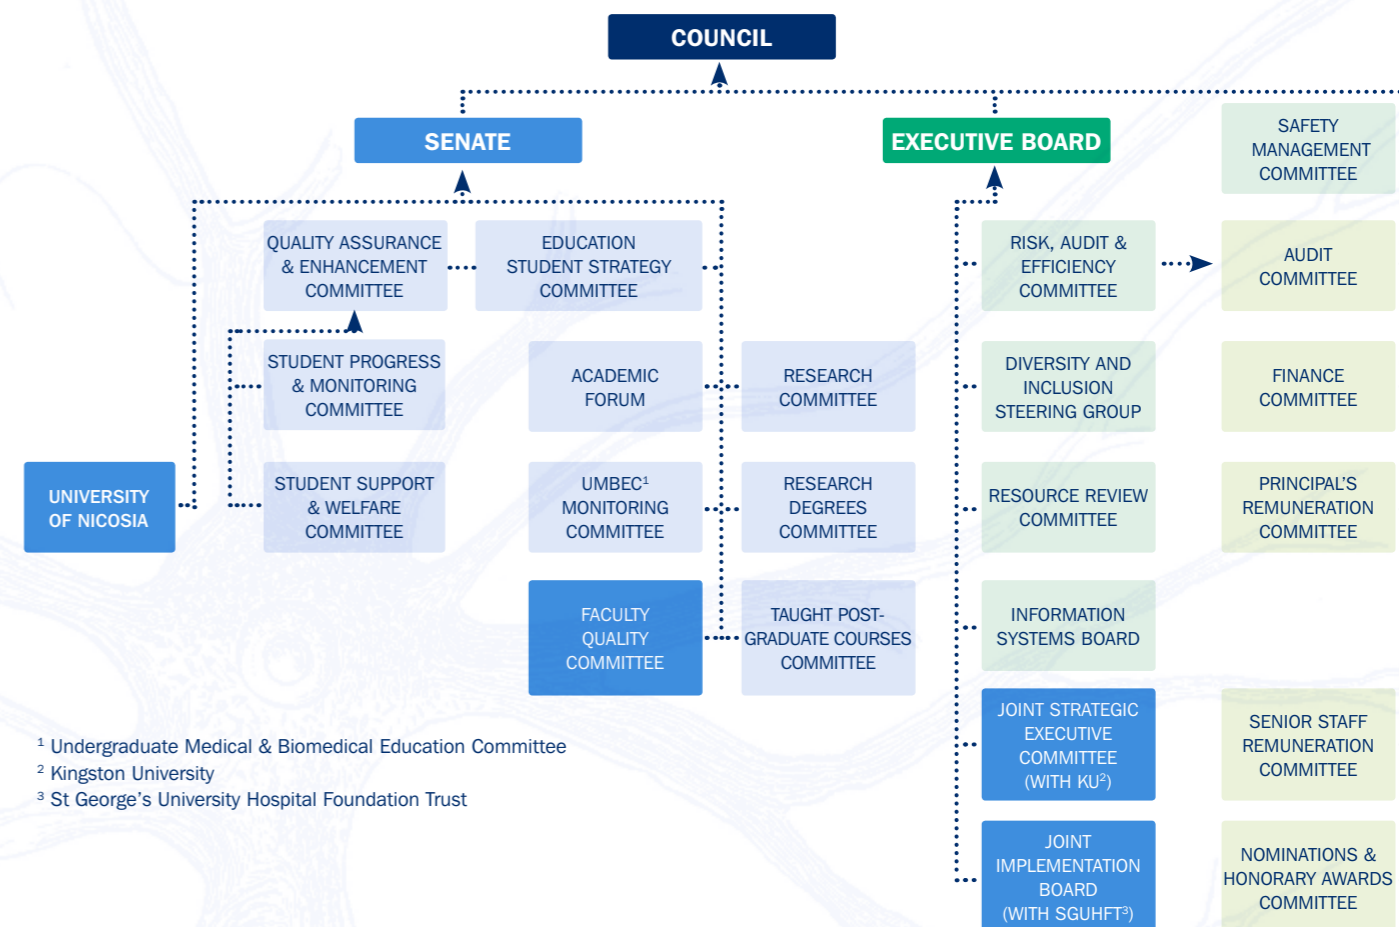 COUNCIL
SENATE
EXECUTIVE BOARD
SAFETY
MANAGEMENT
COMMITTEE
QUALITY ASSURANCE
& ENHANCEMENT
COMMITTEE
EDUCATION
STUDENT STRATEGY
COMMITTEE
RISK, AUDIT &
EFFICIENCY
COMMITTEE
AUDIT
COMMITTEE
STUDENT PROGRESS
& MONITORING
COMMITTEE
ACADEMIC
FORUM
RESEARCH
COMMITTEE
DIVERSITY AND
INCLUSION
STEERING GROUP
FINANCE
COMMITTEE
UNIVERSITY
OF NICOSIA
STUDENT SUPPORT
& WELFARE
COMMITTEE
UMBEC¹
MONITORING
COMMITTEE
RESEARCH
DEGREES
COMMITTEE
RESOURCE REVIEW
COMMITTEE
PRINCIPAL'S
REMUNERATION
COMMITTEE
FACULTY
QUALITY
COMMITTEE
TAUGHT POST-
GRADUATE COURSES
COMMITTEE
INFORMATION
SYSTEMS BOARD
JOINT STRATEGIC
EXECUTIVE
COMMITTEE
(WITH KU²)
SENIOR STAFF
REMUNERATION
COMMITTEE
¹ Undergraduate Medical & Biomedical Education Committee
² Kingston University
³ St George's University Hospital Foundation Trust
JOINT
IMPLEMENTATION
BOARD
(WITH SGUHFT³)
NOMINATIONS &
HONORARY AWARDS
COMMITTEE